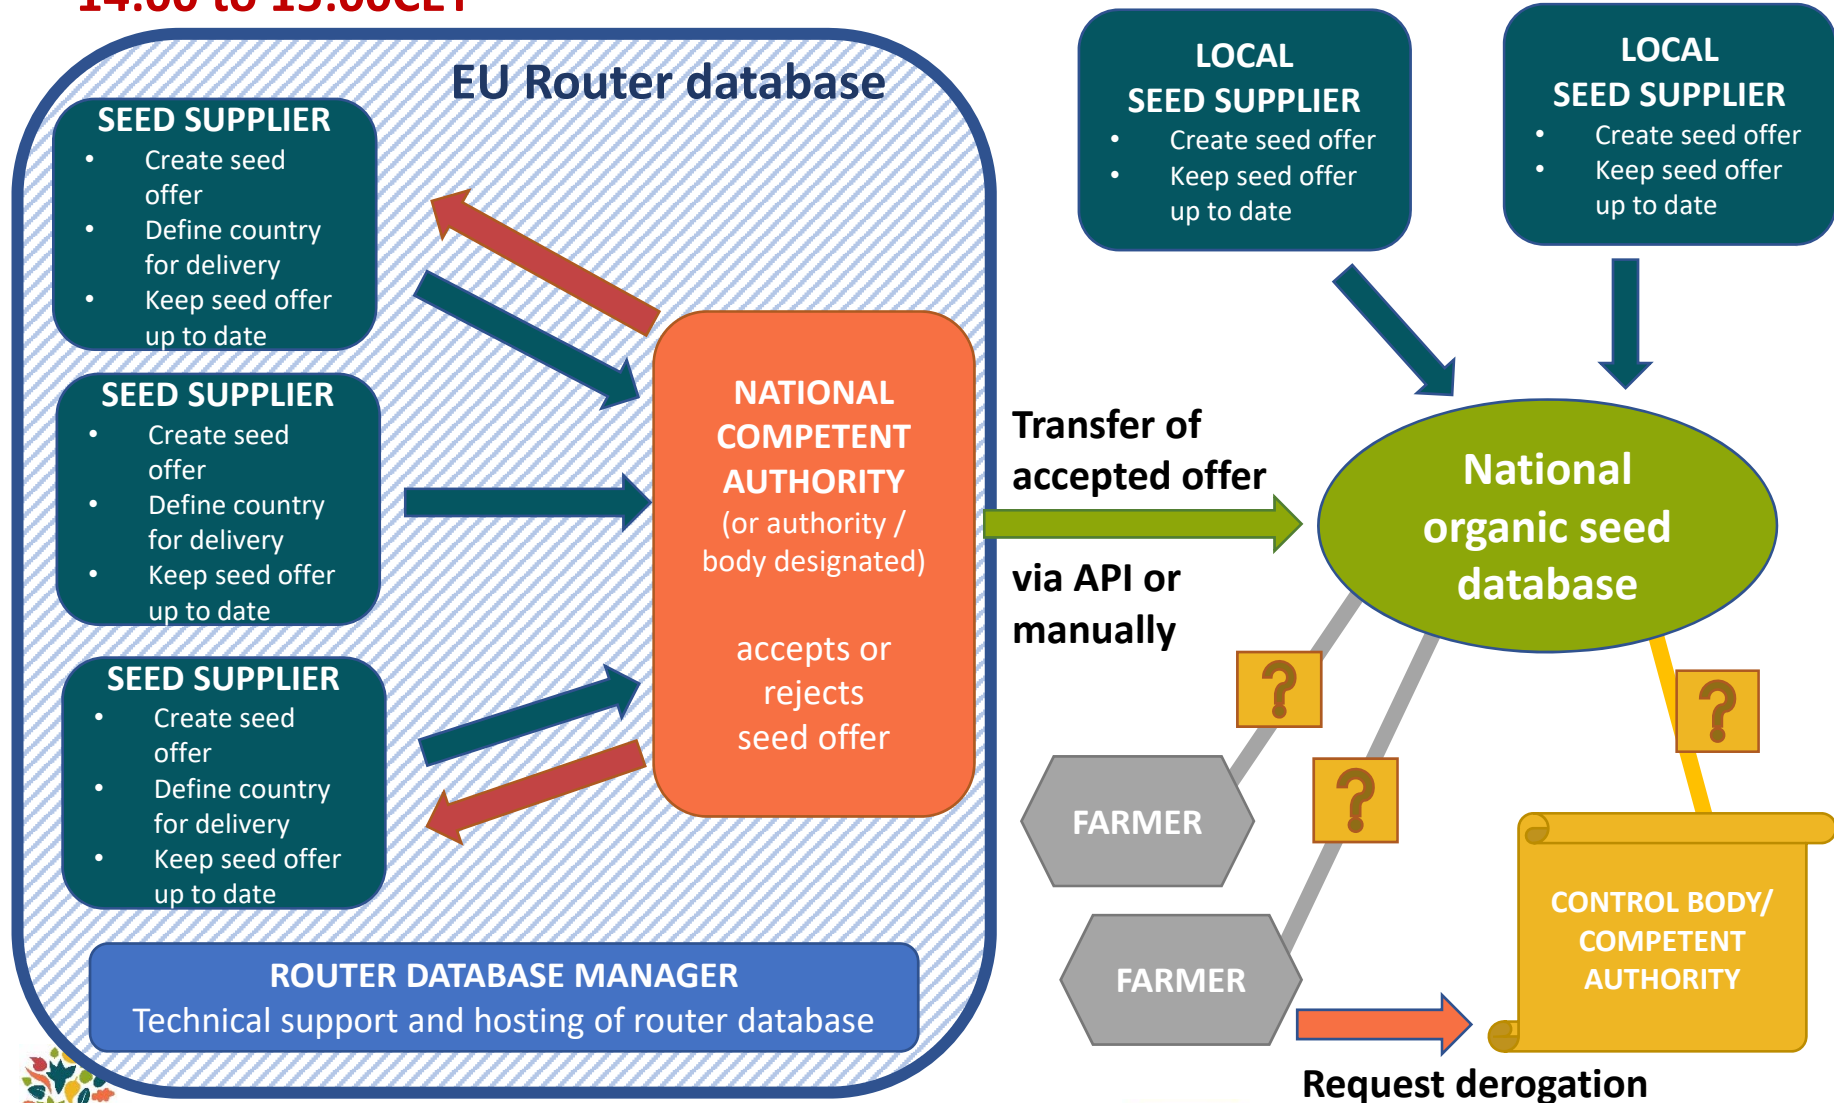 14:00 to 15:00CET
EU Router database
SEED SUPPLIER
• Create seed
offer
• Define country
for delivery
• Keep seed offer
up to date
SEED SUPPLIER
• Create seed
offer
• Define country
for delivery
• Keep seed offer
up to date
SEED SUPPLIER
• Create seed
offer
• Define country
for delivery
• Keep seed offer
up to date
NATIONAL
COMPETENT
AUTHORITY
(or authority /
body designated)
accepts or
rejects
seed offer
ROUTER DATABASE MANAGER
Technical support and hosting of router database
Transfer of
accepted offer
via API or
manually
LOCAL
SEED SUPPLIER
• Create seed offer
• Keep seed offer
up to date
LOCAL
SEED SUPPLIER
• Create seed offer
• Keep seed offer
up to date
National
organic seed
database
?
?
?
FARMER
FARMER
CONTROL BODY/
COMPETENT
AUTHORITY
Request derogation